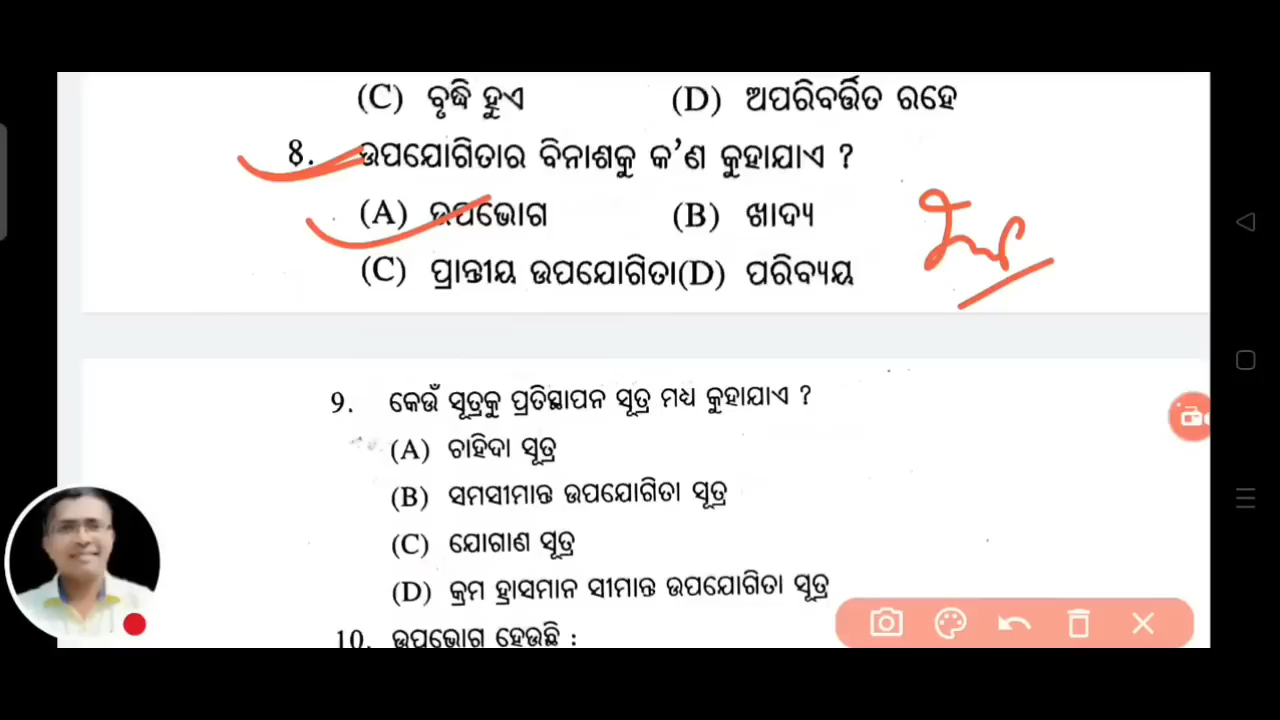 (C) ବୃଦ୍ଧି ହୁଏ (D) ଅପରିବର୍ତ୍ତିତ ରହେ
8. ଉପଯୋଗିତାର ବିନାଶକୁ କ'ଣ କୁହାଯାଏ ?
(A) ଉପଭୋଗ (B) ଖାଦ୍ୟ
(C) ପ୍ରାନ୍ତୀୟ ଉପଯୋଗିତା(D) ପରିବ୍ୟୟ
9. କେଉଁ ସୂତ୍ରକୁ ପ୍ରତିସ୍ଥାପନ ସୂତ୍ର ମଧ୍ୟ କୁହାଯାଏ ?
(A) ଚାହିଦା ସୂତ୍ର
(B) ସମସୀମାନ୍ତ ଉପଯୋଗିତା ସୂତ୍ର
(C) ଯୋଗାଣ ସୂତ୍ର
(D) କ୍ରମ ହ୍ରାସମାନ ସୀମାନ୍ତ ଉପଯୋଗିତା ସୂତ୍ର
10. ଉପଭୋଗ ହେଉଛି :